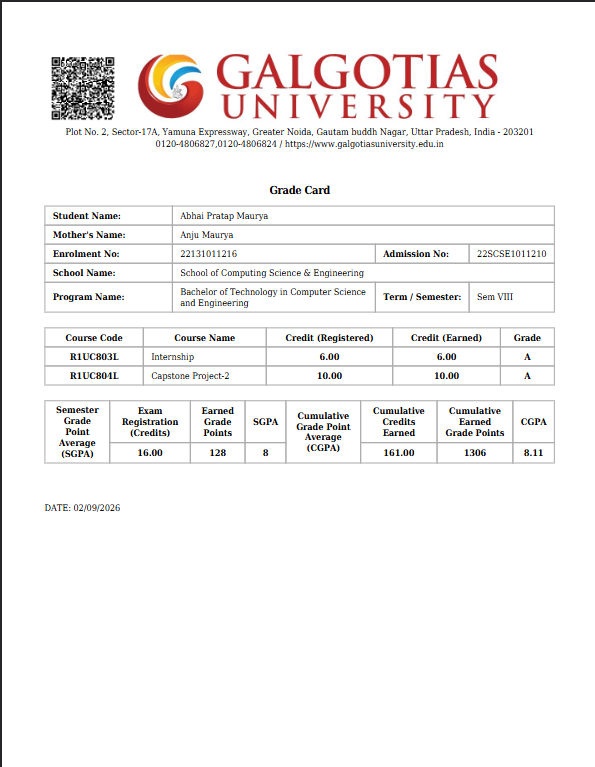 GALGOTIAS
UNIVERSITY
Plot No. 2, Sector-17A, Yamuna Expressway, Greater Noida, Gautam buddh Nagar, Uttar Pradesh, India - 203201
0120-4806827,0120-4806824 / https://www.galgotiasuniversity.edu.in
Grade Card
Student Name: Abhai Pratap Maurya
Mother's Name: Anju Maurya
Enrolment No: 22131011216 Admission No: 22SCSE1011210
School Name: School of Computing Science & Engineering
Program Name: Bachelor of Technology in Computer Science
and Engineering Term / Semester: Sem VIII
Course Code Course Name Credit (Registered) Credit (Earned) Grade
R1UC803L Internship 6.00 6.00 A
R1UC804L Capstone Project-2 10.00 10.00 A
Semester
Grade
Point
Average
(SGPA)
Exam
Registration
(Credits)
Earned
Grade
Points
SGPA
Cumulative
Grade Point
Average
(CGPA)
Cumulative
Credits
Earned
Cumulative
Earned
Grade Points
CGPA
16.00 128 8 161.00 1306 8.11
DATE: 02/09/2026